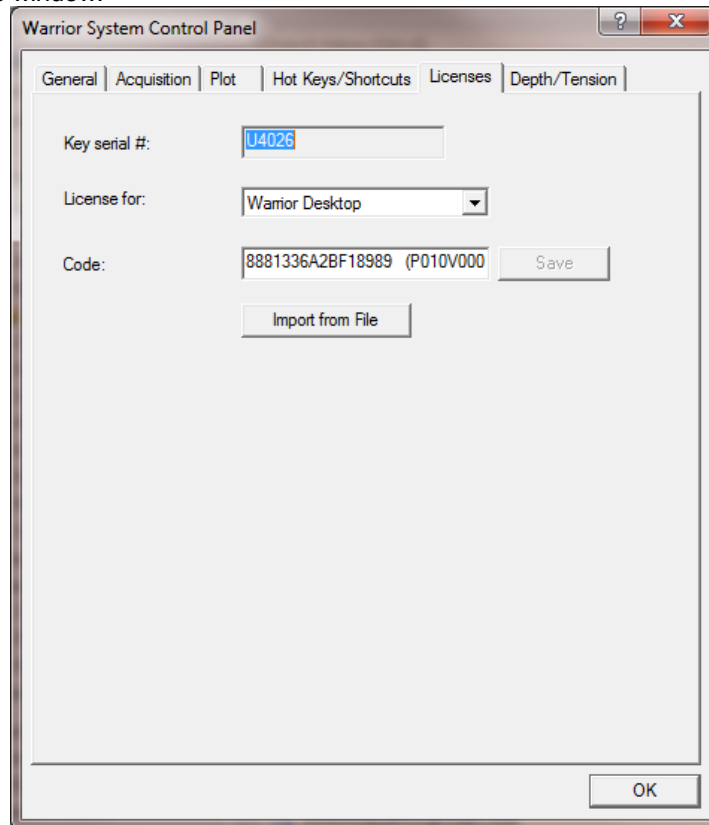 Warrior System Control Panel
General Acquisition Plot Hot Keys/Shortcuts Licenses Depth/Tension
Key serial #: U4026
License for: Warrior Desktop
Code: 8881336A2BF18989 (P010V000 Save
Import from File
OK